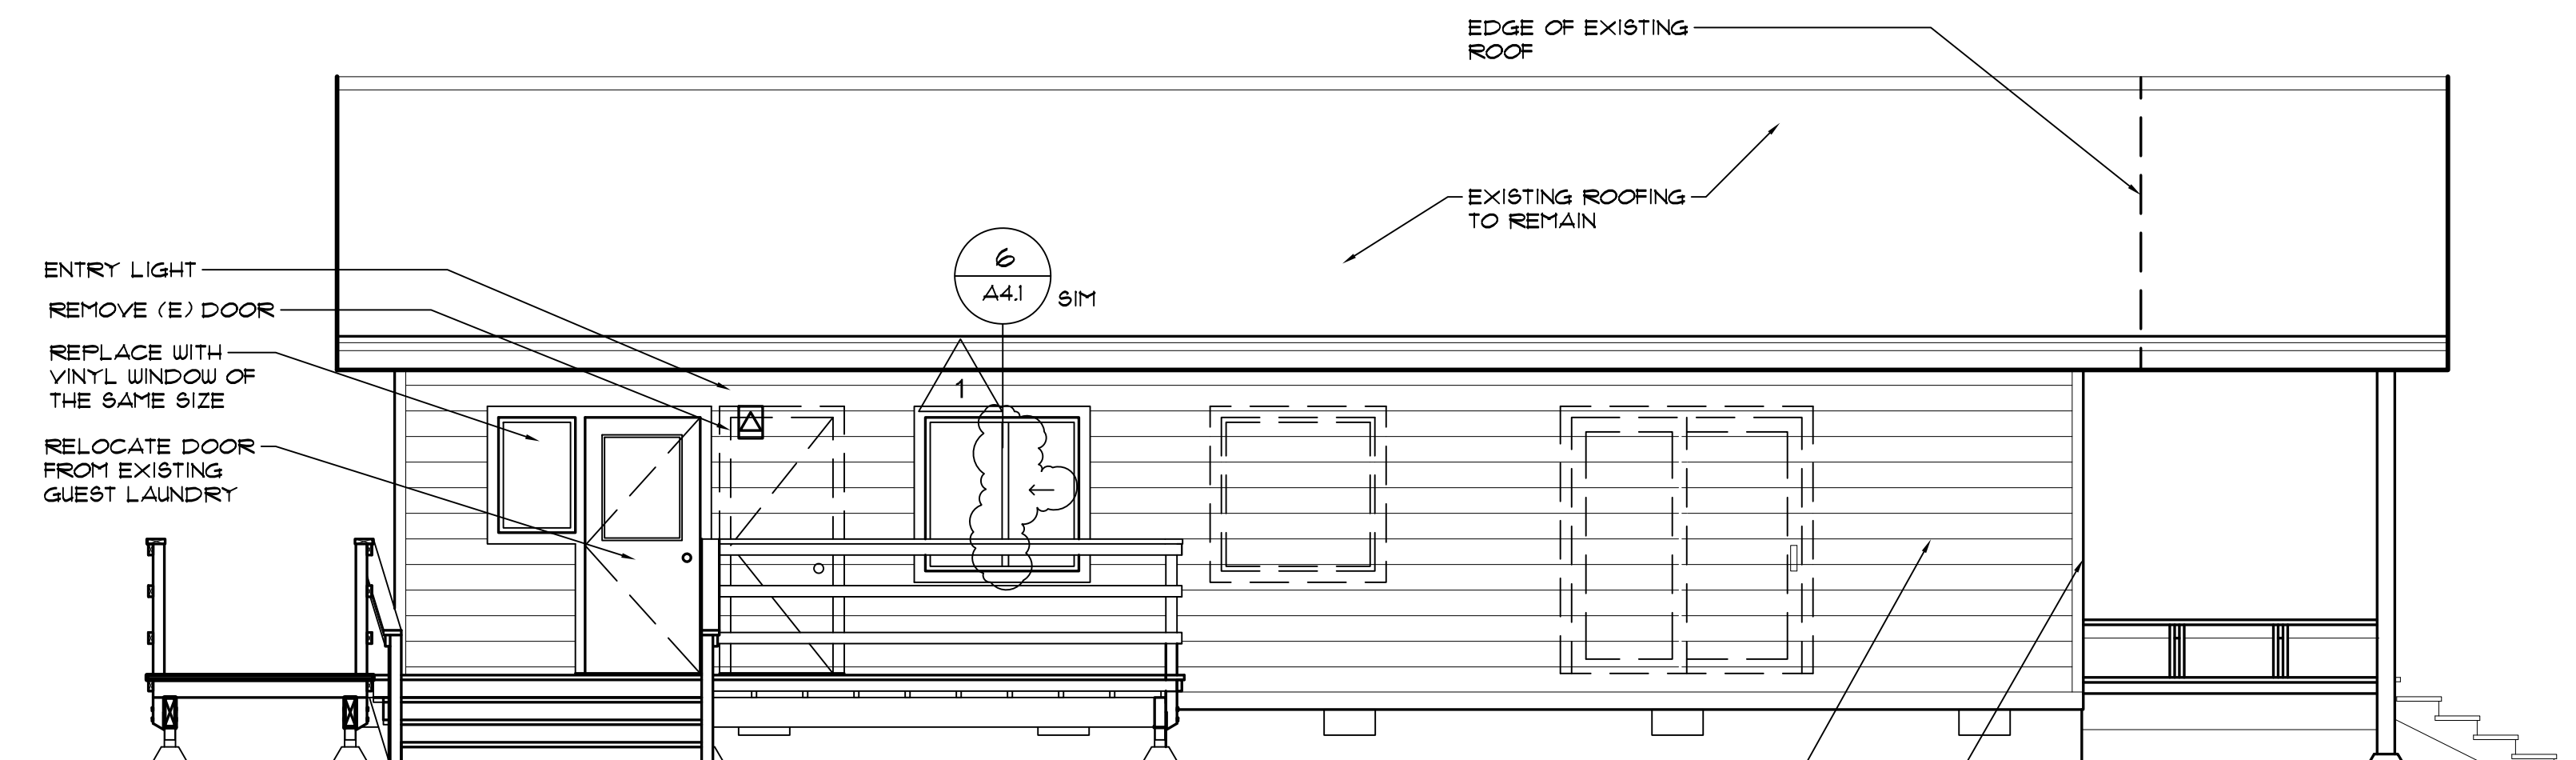 EDGE OF EXISTING
ROOF
EXISTING ROOFING
TO REMAIN
6
A4.1
SIM
ENTRY LIGHT
REMOVE (E) DOOR
REPLACE WITH
VINYL WINDOW OF
THE SAME SIZE
1
RELOCATE DOOR
FROM EXISTING
GUEST LAUNDRY